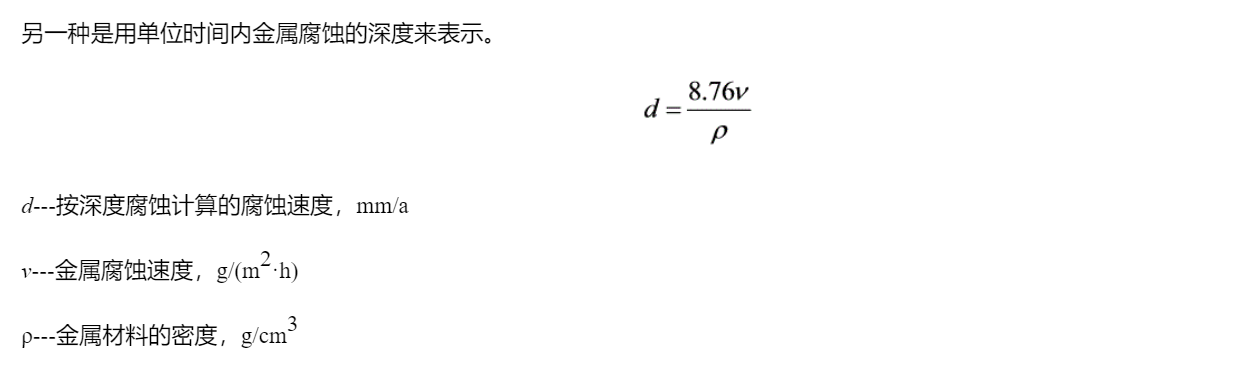 另一种是用单位时间内金属腐蚀的深度来表示。
d = 8.76ν / ρ
d---按深度腐蚀计算的腐蚀速度，mm/a
v---金属腐蚀速度，g/(m²·h)
ρ---金属材料的密度，g/cm³